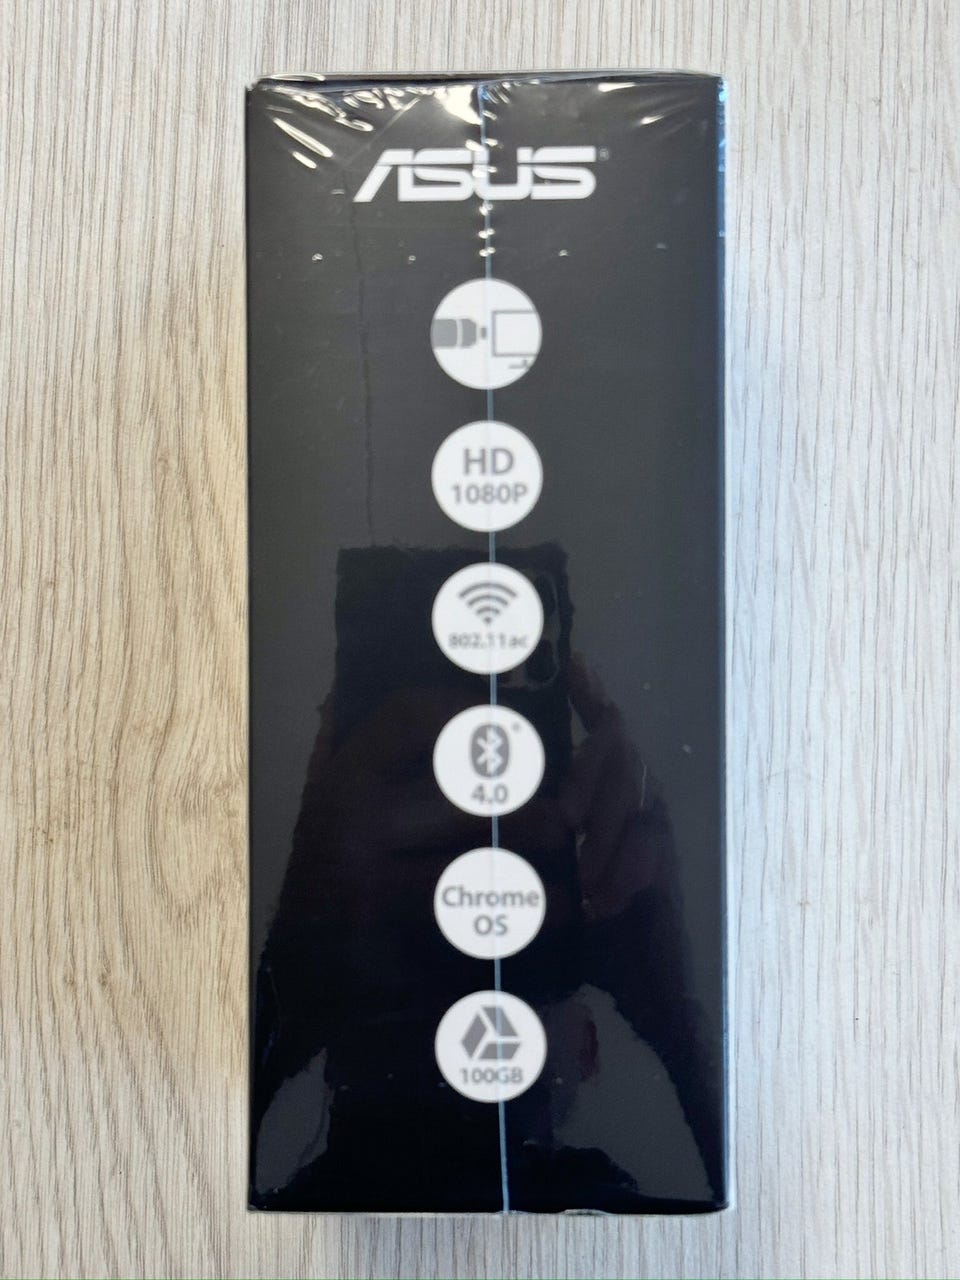 ASUS®
HD
1080P
802.11ac
4.0
Chrome
OS
100GB